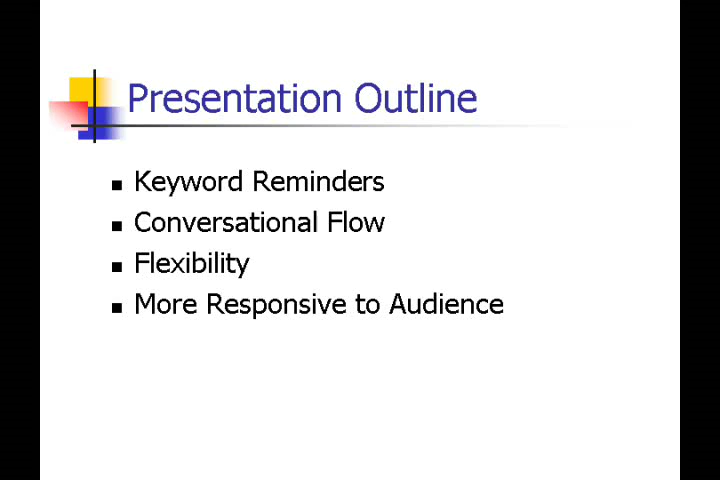 Presentation Outline
Keyword Reminders
Conversational Flow
Flexibility
More Responsive to Audience